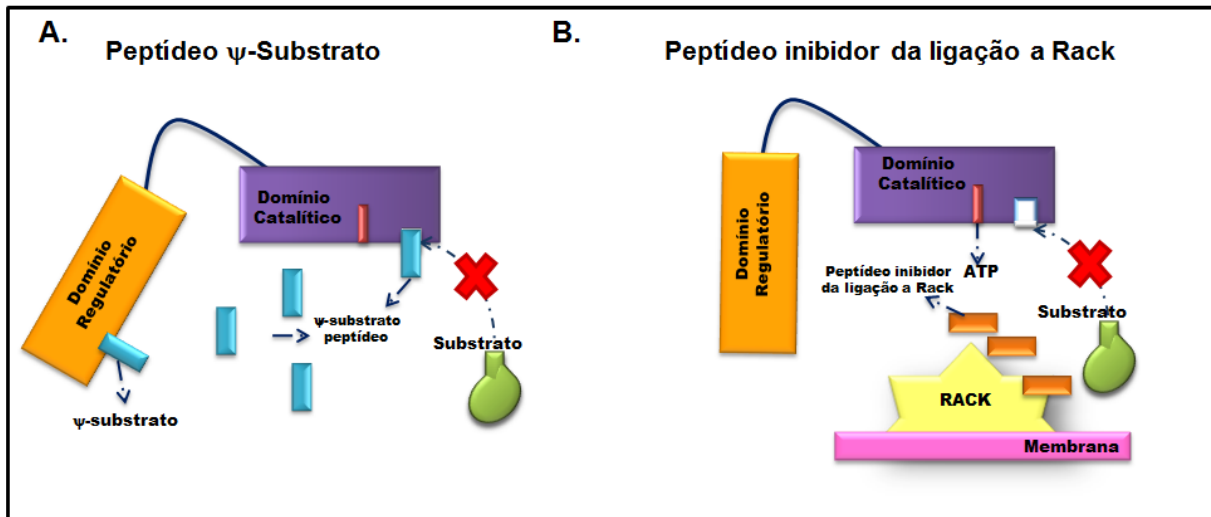 A.
Peptídeo ψ-Substrato
Domínio
Regulatório
Domínio
Catalítico
ψ-substrato
peptídeo
Substrato
ψ-substrato
B.
Peptídeo inibidor da ligação a Rack
Domínio
Regulatório
Domínio
Catalítico
Peptídeo inibidor
da ligação a Rack
ATP
Substrato
RACK
Membrana